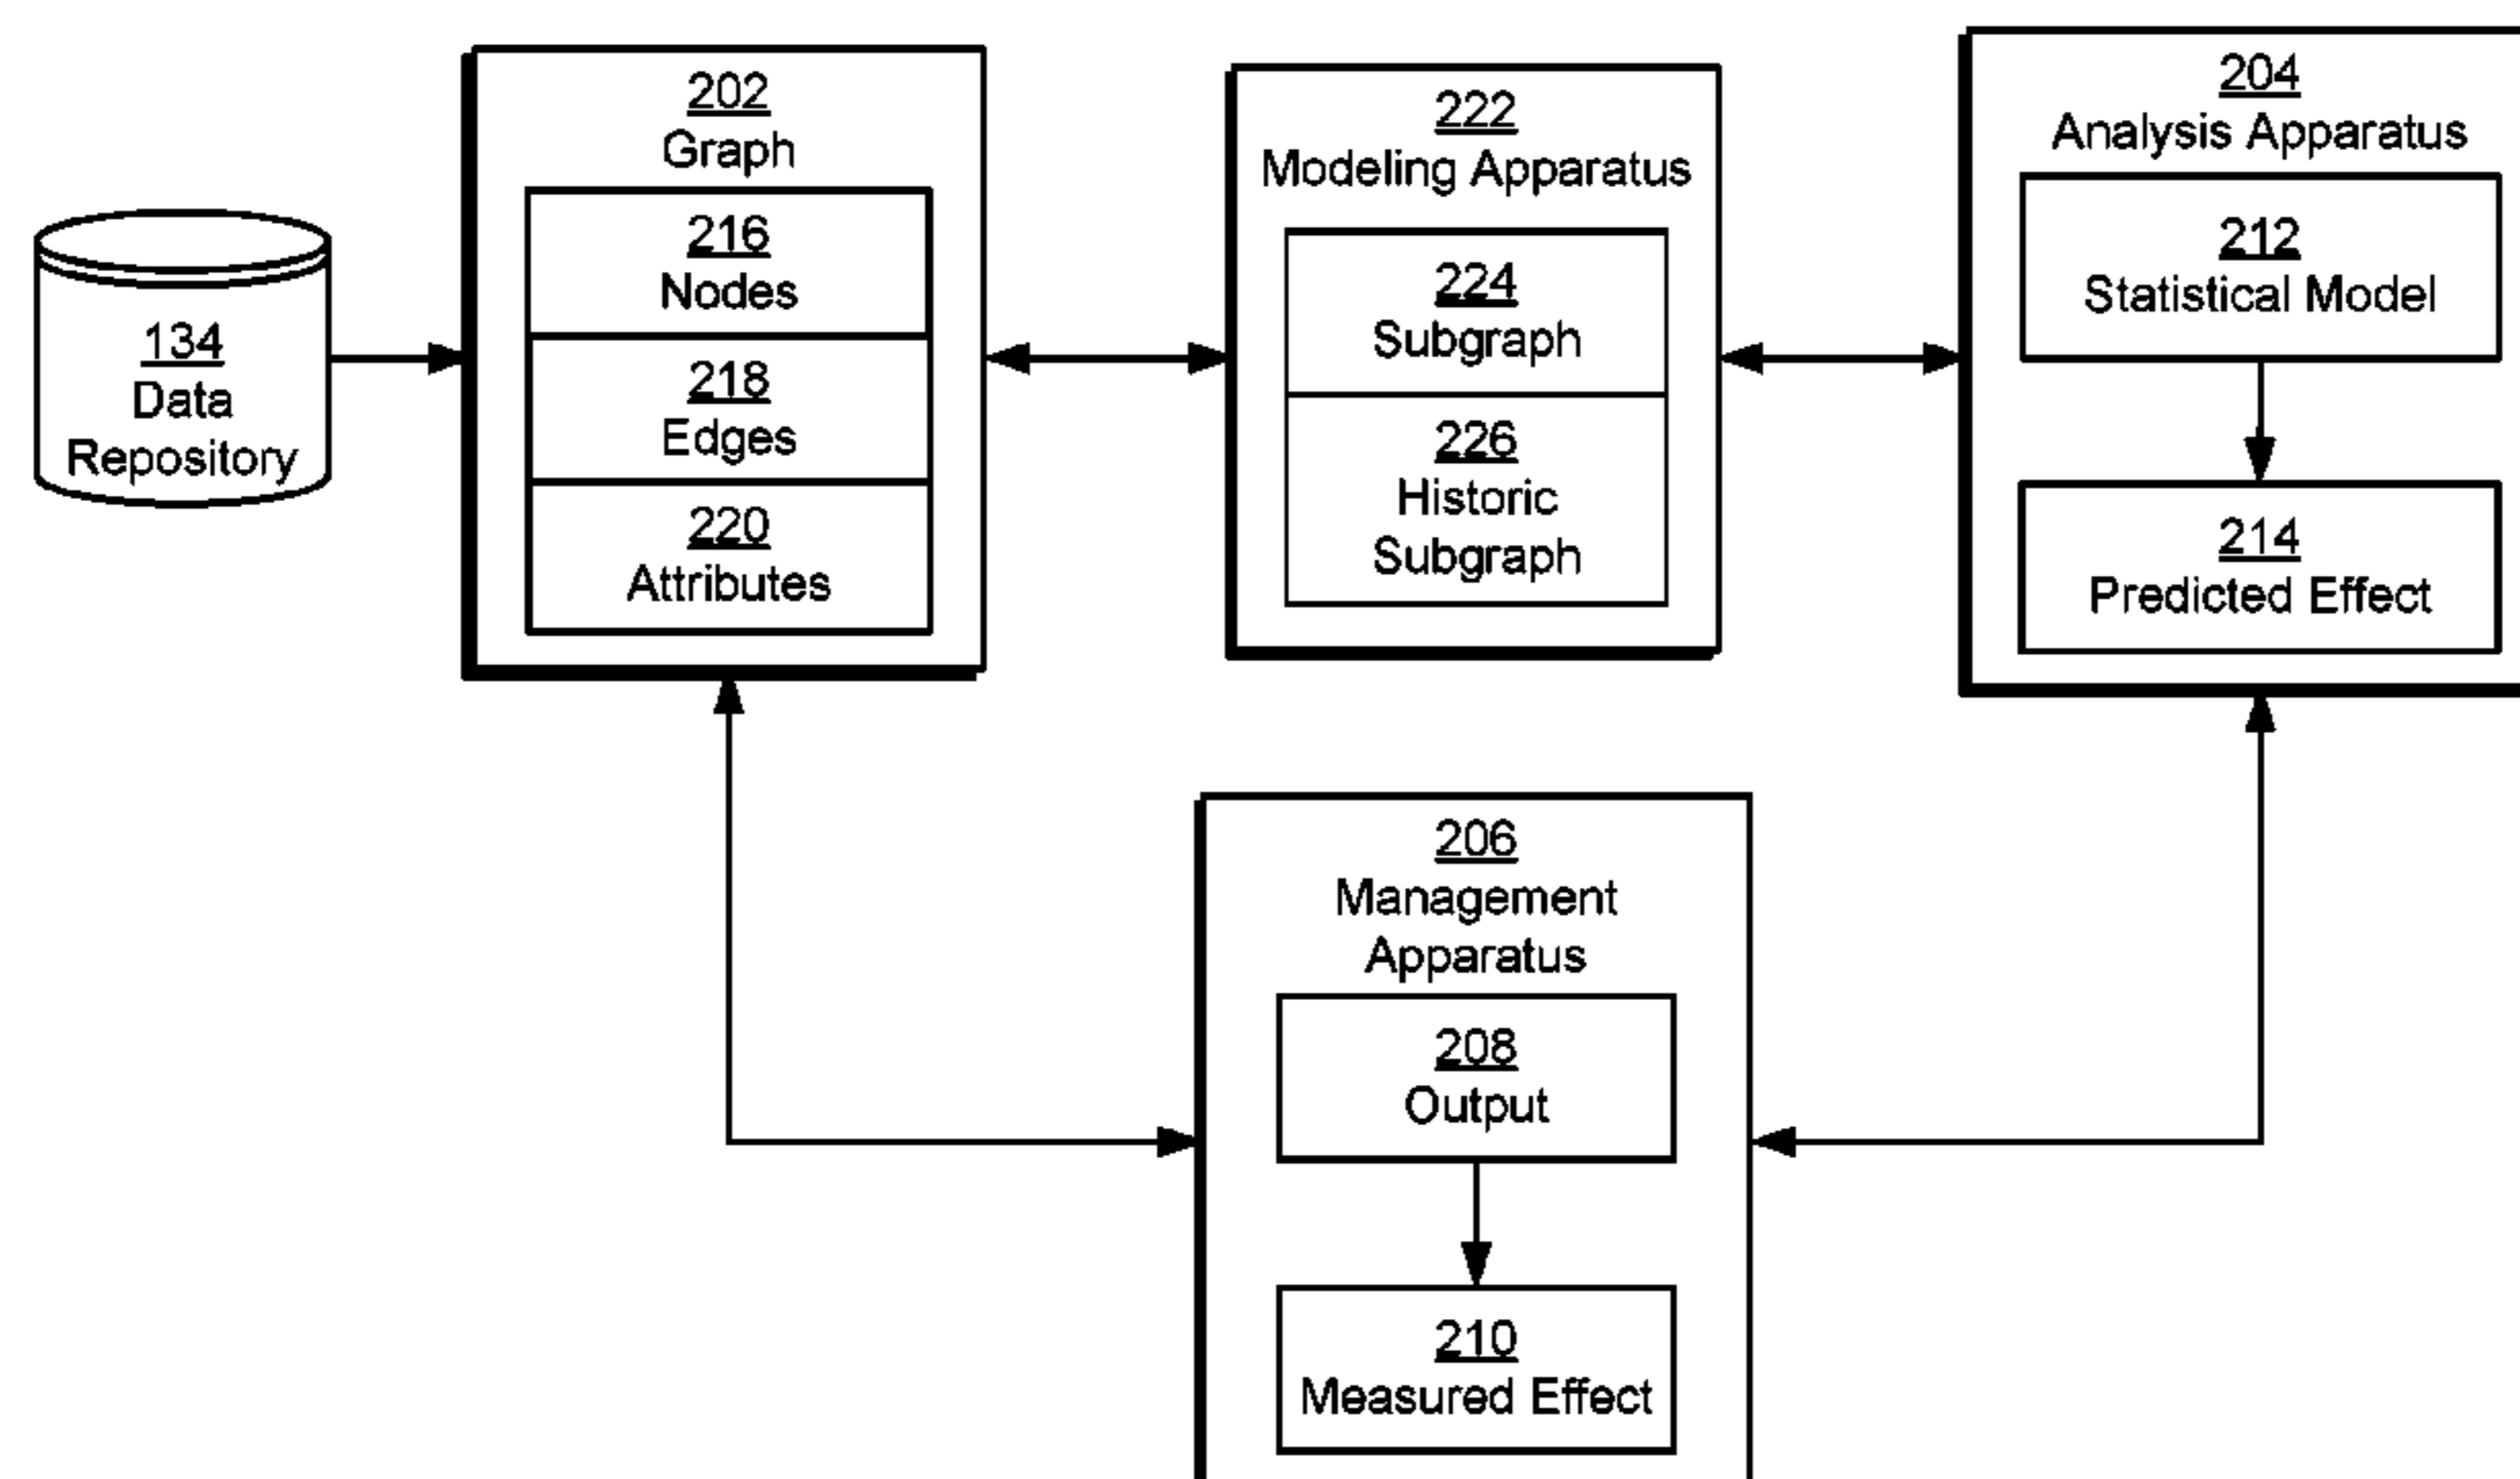 134
Data
Repository
202
Graph
216
Nodes
218
Edges
220
Attributes
222
Modeling Apparatus
224
Subgraph
226
Historic
Subgraph
204
Analysis Apparatus
212
Statistical Model
214
Predicted Effect
206
Management
Apparatus
208
Output
210
Measured Effect